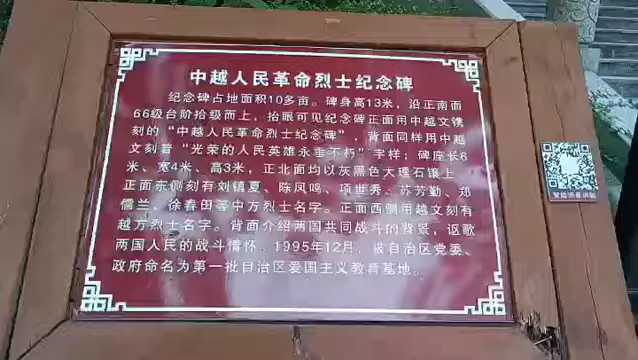 中越人民革命烈士纪念碑
纪念碑占地面积10多亩。碑身高13米，沿正南面
66级台阶拾级而上，抬眼可见纪念碑正面用中越文镌
刻的“中越人民革命烈士纪念碑”，背面同样用中越
文刻着“光荣的人民英雄永垂不朽”字样；碑座长6
米、宽4米、高3米，正北面均以灰黑色大理石镶上，
正面东侧刻有刘镇夏、陈凤鸣、项世秀、苏芳勤、郑
儒兰、徐春田等中方烈士名字。正面西侧用越文刻有
越方烈士名字。背面介绍两国共同战斗的背景，讴歌
两国人民的战斗情怀。1995年12月，被自治区党委、
政府命名为第一批自治区爱国主义教育基地。